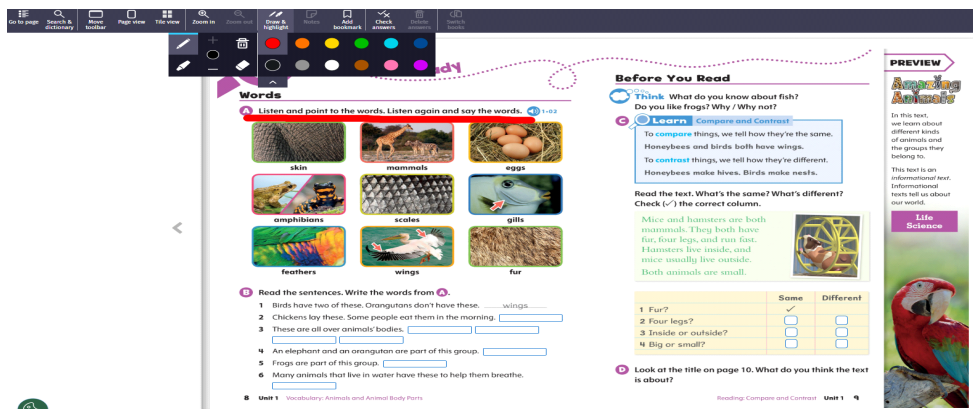 Go to page
Search & dictionary
Move toolbar
Page view
Tile view
Zoom in
Zoom out
Draw & highlight
Notes
Add bookmark
Check answers
Delete answers
Switch books
Words
A Listen and point to the words. Listen again and say the words. 1-02
skin
mammals
eggs
amphibians
scales
gills
feathers
wings
fur
B Read the sentences. Write the words from A.
1 Birds have two of these. Orangutans don't have these. wings
2 Chickens lay these. Some people eat them in the morning.
3 These are all over animals' bodies.
4 An elephant and an orangutan are part of this group.
5 Frogs are part of this group.
6 Many animals that live in water have these to help them breathe.
8 Unit 1 Vocabulary: Animals and Animal Body Parts
Before You Read
Think What do you know about fish?
Do you like frogs? Why / Why not?
C Learn Compare and Contrast
To compare things, we tell how they're the same.
Honeybees and birds both have wings.
To contrast things, we tell how they're different.
Honeybees make hives. Birds make nests.
Read the text. What's the same? What's different?
Check (✓) the correct column.
Mice and hamsters are both
mammals. They both have
fur, four legs, and run fast.
Hamsters live inside, and
mice usually live outside.
Both animals are small.
Same Different
1 Fur? ✓
2 Four legs?
3 Inside or outside?
4 Big or small?
D Look at the title on page 10. What do you think the text
is about?
Reading: Compare and Contrast Unit 1 9
PREVIEW
Amazing
Animals
In this text,
we learn about
different kinds
of animals and
the groups they
belong to.
This text is an
informational text.
Informational
texts tell us about
our world.
Life
Science